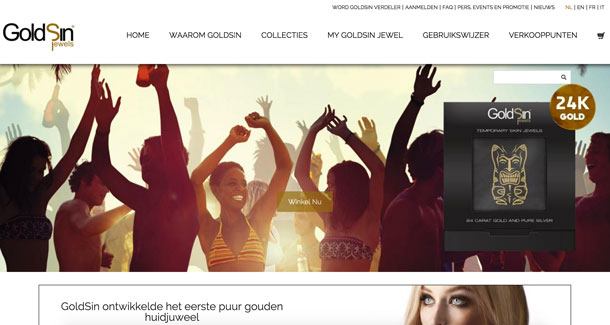 WORD GOLDSIN VERDELER | AANMELDEN | FAQ | PERS, EVENTS EN PROMOTIE | NIEUWS NL | EN | FR | IT
GoldSin®
jewels
HOME WAAROM GOLDSIN COLLECTIES MY GOLDSIN JEWEL GEBRUIKSWIJZER VERKOOPPUNTEN
24K
GOLD
GoldSin
jewels
TEMPORARY SKIN JEWELS
24 CARAT GOLD AND PURE SILVER
Winkel Nu
GoldSin ontwikkelde het eerste puur gouden
huidjuweel